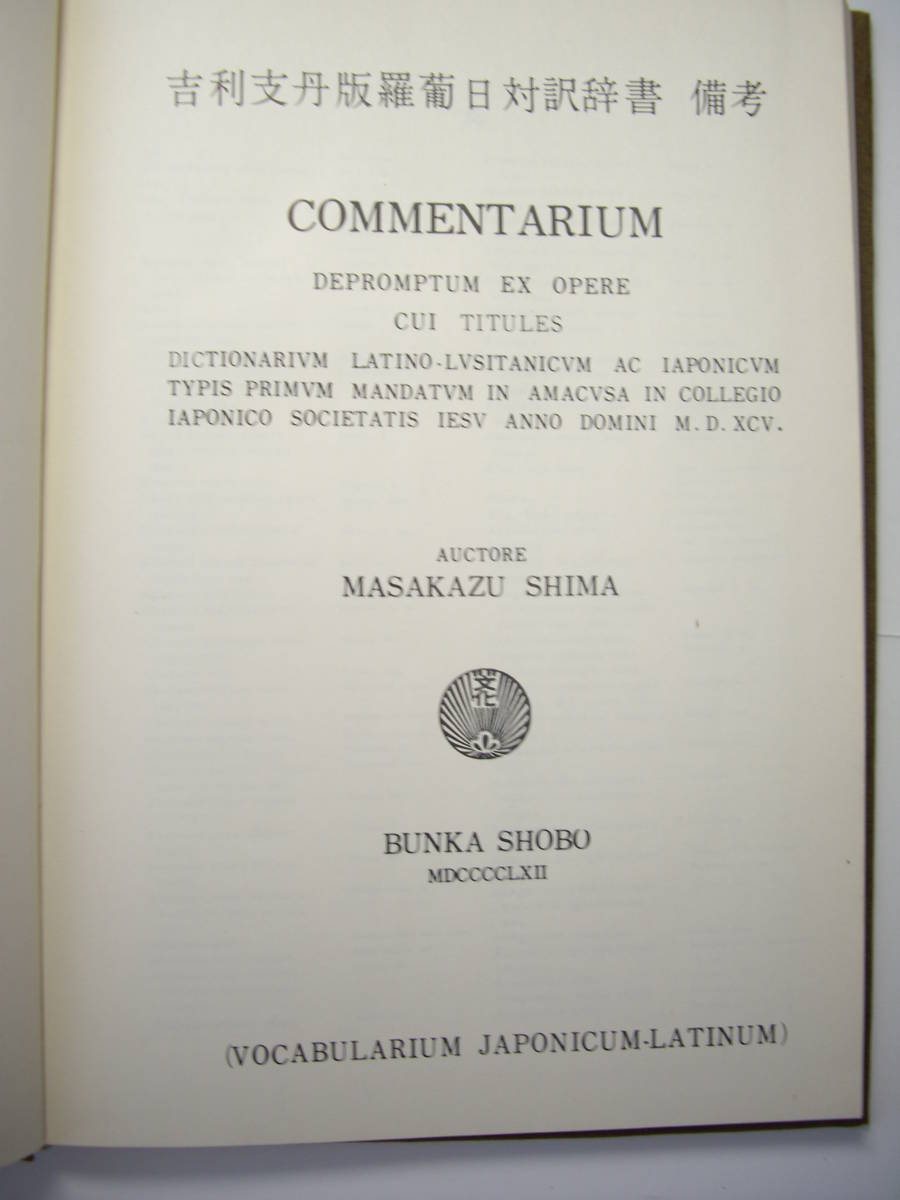 吉利支丹版羅葡日対訳辞書 備考
COMMENTARIUM
DEPROMPTUM EX OPERE
CUI TITULES
DICTIONARIVM LATINO-LVSITANICVM AC IAPONICVM
TYPIS PRIMVM MANDATVM IN AMACVSA IN COLLEGIO
IAPONICO SOCIETATIS IESV ANNO DOMINI M.D.XCV.
AUCTORE
MASAKAZU SHIMA
文化
BUNKA SHOBO
MDCCCCLXII
(VOCABULARIUM JAPONICUM-LATINUM)